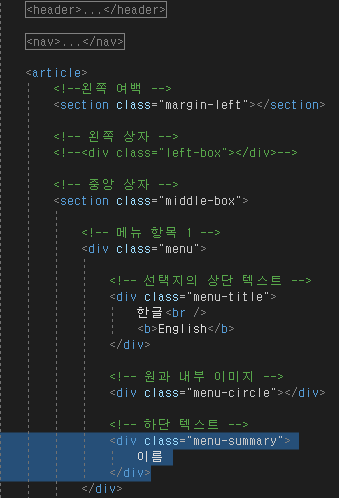 <header>...</header>
<nav>...</nav>
<article>
<!--왼쪽 여백 -->
<section class="margin-left"></section>
<!-- 왼쪽 상자 -->
<!--<div class="left-box"></div>-->
<!-- 중앙 상자 -->
<section class="middle-box">
<!-- 메뉴 항목 1 -->
<div class="menu">
<!-- 선택지의 상단 텍스트 -->
<div class="menu-title">
한글<br />
<b>English</b>
</div>
<!-- 원과 내부 이미지 -->
<div class="menu-circle"></div>
<!-- 하단 텍스트 -->
<div class="menu-summary">
이름
</div>
</div>